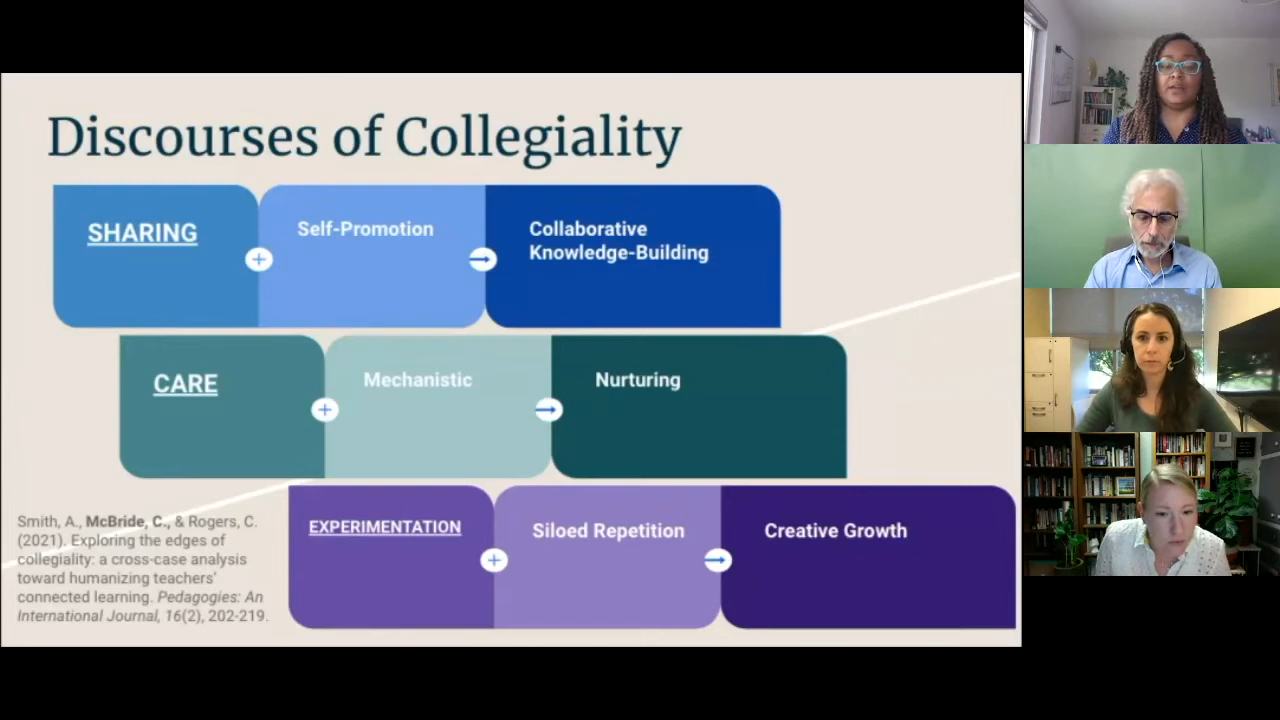 Discourses of Collegiality
SHARING
Self-Promotion
Collaborative
Knowledge-Building
CARE
Mechanistic
Nurturing
EXPERIMENTATION
Siloed Repetition
Creative Growth
Smith, A., McBride, C., & Rogers, C.
(2021). Exploring the edges of
collegiality: a cross-case analysis
toward humanizing teachers'
connected learning. Pedagogies: An
International Journal, 16(2), 202-219.